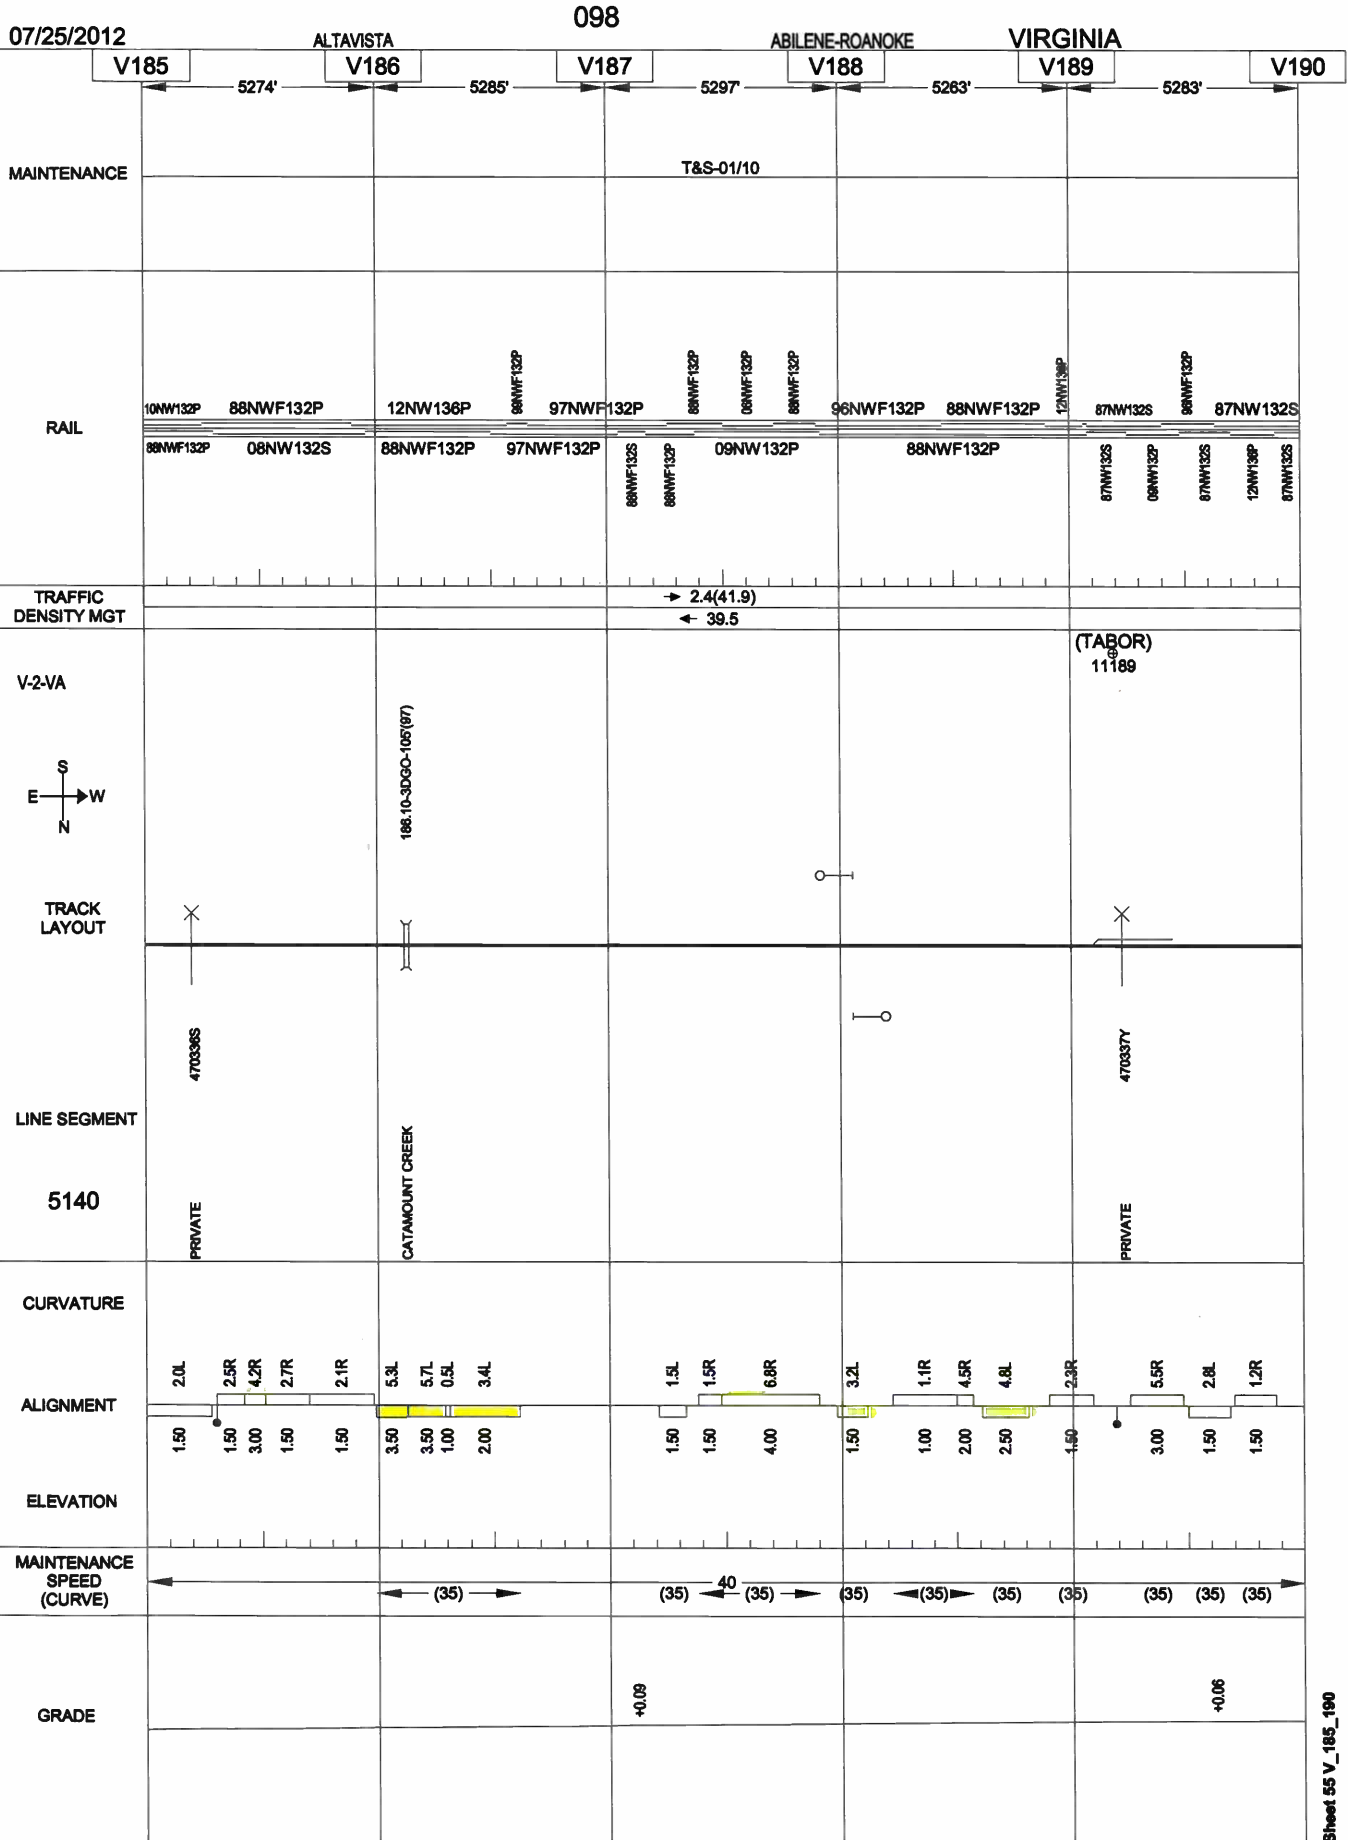 098
07/25/2012 ALTAVISTA ABILENE-ROANOKE VIRGINIA
V185 V186 V187 V188 V189 V190
5274' 5285' 5297' 5263' 5283'
MAINTENANCE
T&S-01/10
RAIL
10NW132P 88NWF132P 12NW136P 97NWF132P 96NWF132P 88NWF132P 87NWF132S 87NW132S
88NWF132P 08NW132S 88NWF132P 97NWF132P 09NW132P 88NWF132P
88NWF132P 88NWF132P
87NW132S 09NW132P 87NW132S 87NW132S
TRAFFIC
DENSITY MGT
→ 2.4(41.9)
← 39.5
(TABOR)
11189
V-2-VA
186.10-3DGO-105'(97)
S
E W
N
TRACK
LAYOUT
470336S 470337Y
LINE SEGMENT
5140
PRIVATE CATAMOUNT CREEK PRIVATE
CURVATURE
2.0L 2.5R 4.2R 2.7R 2.1R 5.3L 5.7L 0.5L 3.4L 1.5L 1.5R 6.8R 3.2L 1.1R 4.5R 4.8L 2.3R 5.5R 2.8L 1.2R
ALIGNMENT
1.50 1.50 3.00 1.50 1.50 3.50 3.50 1.00 2.00 1.50 1.50 4.00 1.50 1.00 2.00 2.50 1.50 3.00 1.50 1.50
ELEVATION
MAINTENANCE
SPEED
(CURVE)
40
(35) (35) (35) (35) (35) (35) (35) (35) (35) (35)
GRADE
+0.09 +0.06
Sheet 55 V_185_190